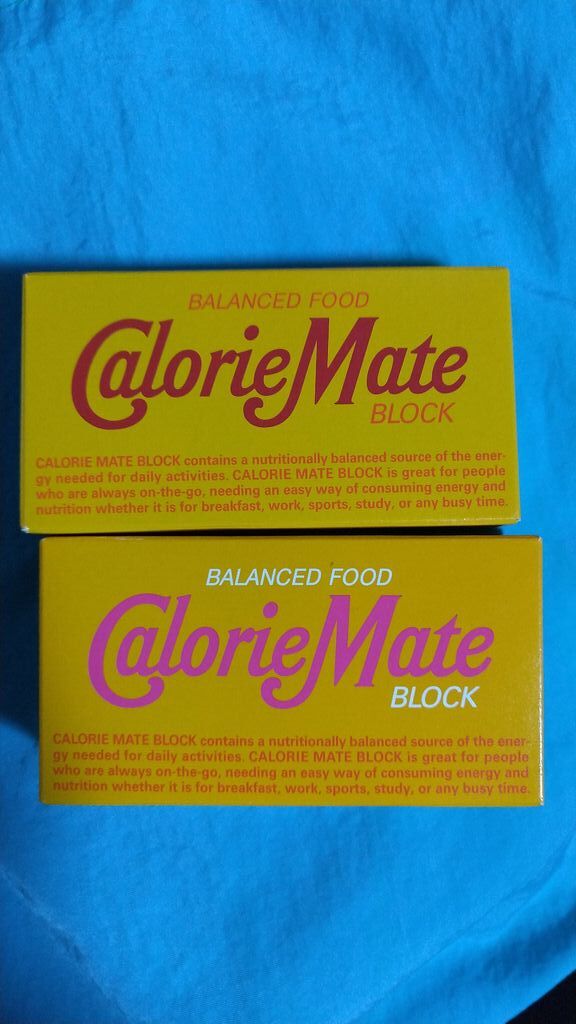 BALANCED FOOD
CalorieMate
BLOCK
CALORIE MATE BLOCK contains a nutritionally balanced source of the ener-
gy needed for daily activities. CALORIE MATE BLOCK is great for people
who are always on-the-go, needing an easy way of consuming energy and
nutrition whether it is for breakfast, work, sports, study, or any busy time.
BALANCED FOOD
CalorieMate
BLOCK
CALORIE MATE BLOCK contains a nutritionally balanced source of the ener-
gy needed for daily activities. CALORIE MATE BLOCK is great for people
who are always on-the-go, needing an easy way of consuming energy and
nutrition whether it is for breakfast, work, sports, study, or any busy time.